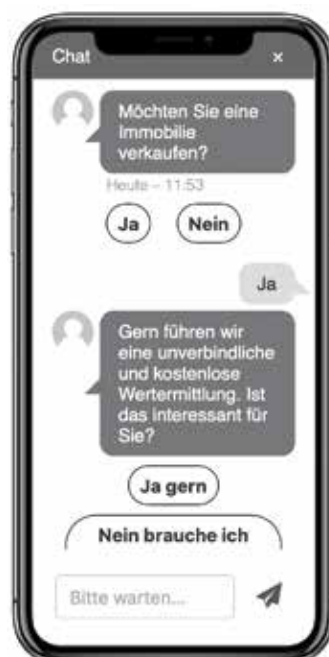 Chat ×
Möchten Sie eine
Immobilie
verkaufen?
Heute – 11:53
Ja Nein
Ja
Gern führen wir
eine unverbindliche
und kostenlose
Wertermittlung. Ist
das interessant für
Sie?
Ja gern
Nein brauche ich
Bitte warten...